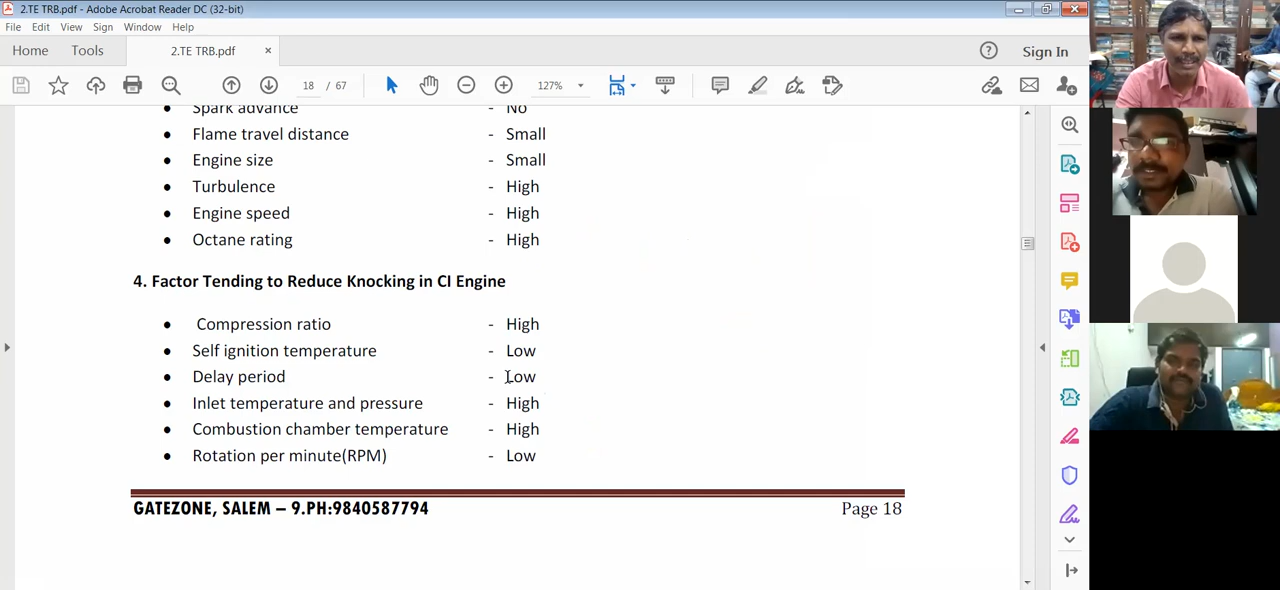 2.TE TRB.pdf - Adobe Acrobat Reader DC (32-bit)
File Edit View Sign Window Help
Home Tools 2.TE TRB.pdf × Sign In
18 / 67 127%
Spark advance - No
Flame travel distance - Small
Engine size - Small
Turbulence - High
Engine speed - High
Octane rating - High
4. Factor Tending to Reduce Knocking in CI Engine
Compression ratio - High
Self ignition temperature - Low
Delay period - Low
Inlet temperature and pressure - High
Combustion chamber temperature - High
Rotation per minute(RPM) - Low
GATEZONE, SALEM – 9.PH:9840587794 Page 18